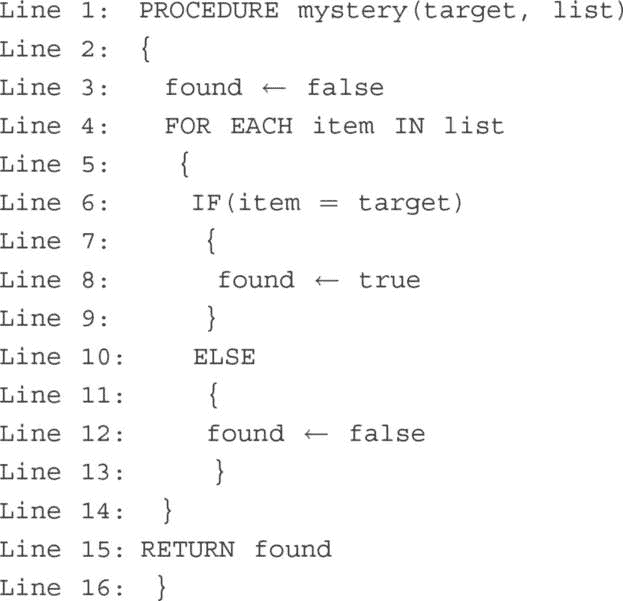 Line 1: PROCEDURE mystery(target, list)
Line 2: {
Line 3: found ← false
Line 4: FOR EACH item IN list
Line 5: {
Line 6: IF(item = target)
Line 7: {
Line 8: found ← true
Line 9: }
Line 10: ELSE
Line 11: {
Line 12: found ← false
Line 13: }
Line 14: }
Line 15: RETURN found
Line 16: }